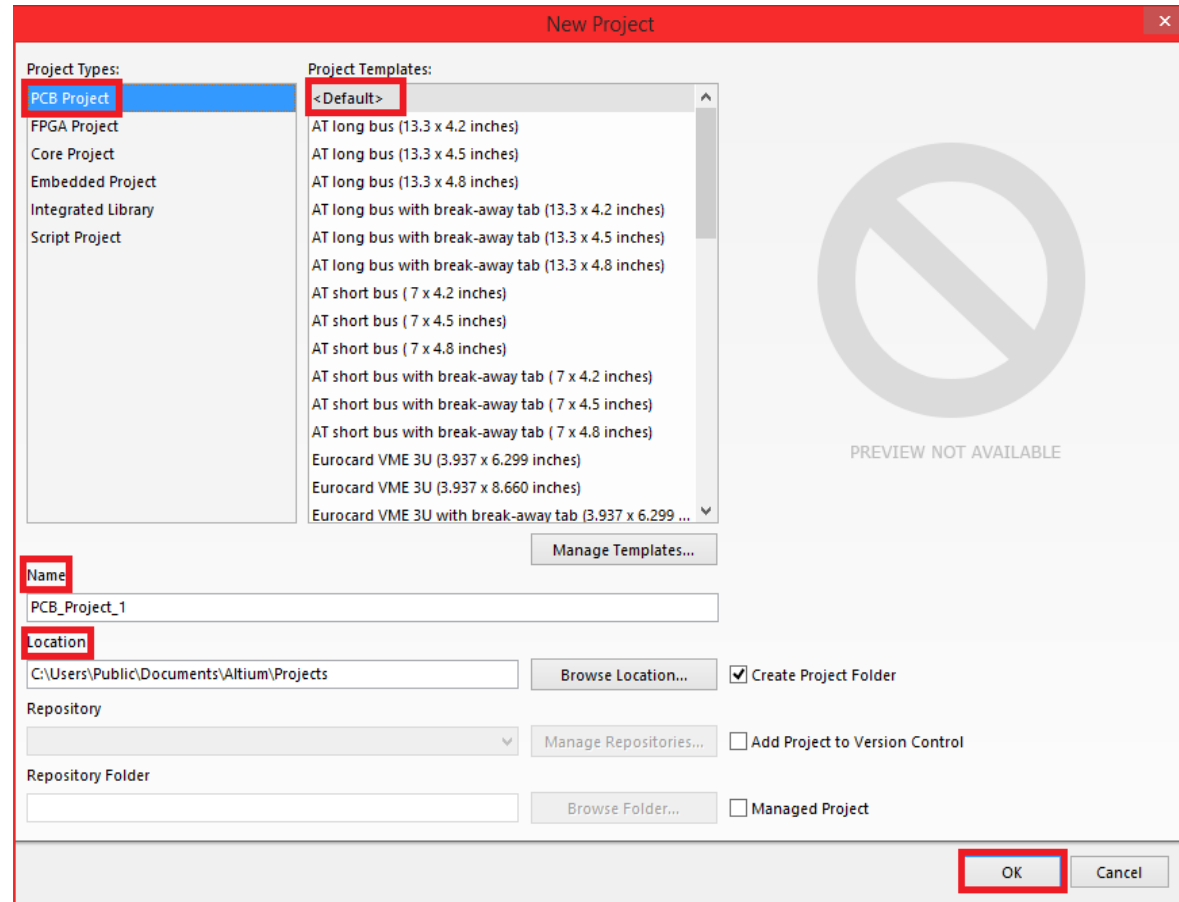 New Project
Project Types:
PCB Project
FPGA Project
Core Project
Embedded Project
Integrated Library
Script Project
Project Templates:
<Default>
AT long bus (13.3 x 4.2 inches)
AT long bus (13.3 x 4.5 inches)
AT long bus (13.3 x 4.8 inches)
AT long bus with break-away tab (13.3 x 4.2 inches)
AT long bus with break-away tab (13.3 x 4.5 inches)
AT long bus with break-away tab (13.3 x 4.8 inches)
AT short bus ( 7 x 4.2 inches)
AT short bus ( 7 x 4.5 inches)
AT short bus ( 7 x 4.8 inches)
AT short bus with break-away tab ( 7 x 4.2 inches)
AT short bus with break-away tab ( 7 x 4.5 inches)
AT short bus with break-away tab ( 7 x 4.8 inches)
Eurocard VME 3U (3.937 x 6.299 inches)
Eurocard VME 3U (3.937 x 8.660 inches)
Eurocard VME 3U with break-away tab (3.937 x 6.299 ...
PREVIEW NOT AVAILABLE
Manage Templates...
Name
PCB_Project_1
Location
C:\Users\Public\Documents\Altium\Projects
Browse Location...
Create Project Folder
Repository
Manage Repositories...
Add Project to Version Control
Repository Folder
Browse Folder...
Managed Project
OK
Cancel